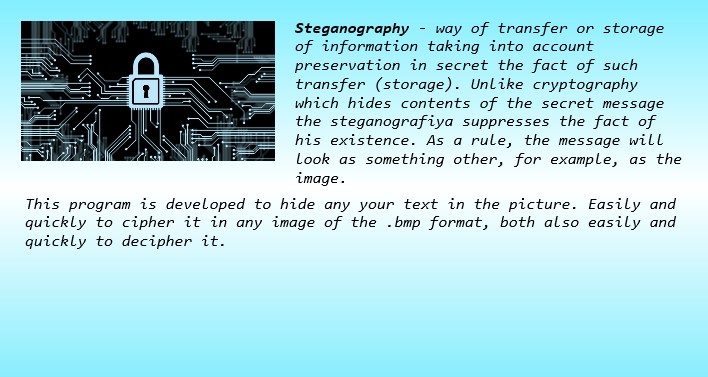 Steganography - way of transfer or storage
of information taking into account
preservation in secret the fact of such
transfer (storage). Unlike cryptography
which hides contents of the secret message
the steganografiya suppresses the fact of
his existence. As a rule, the message will
look as something other, for example, as the
image.
This program is developed to hide any your text in the picture. Easily and
quickly to cipher it in any image of the .bmp format, both also easily and
quickly to decipher it.